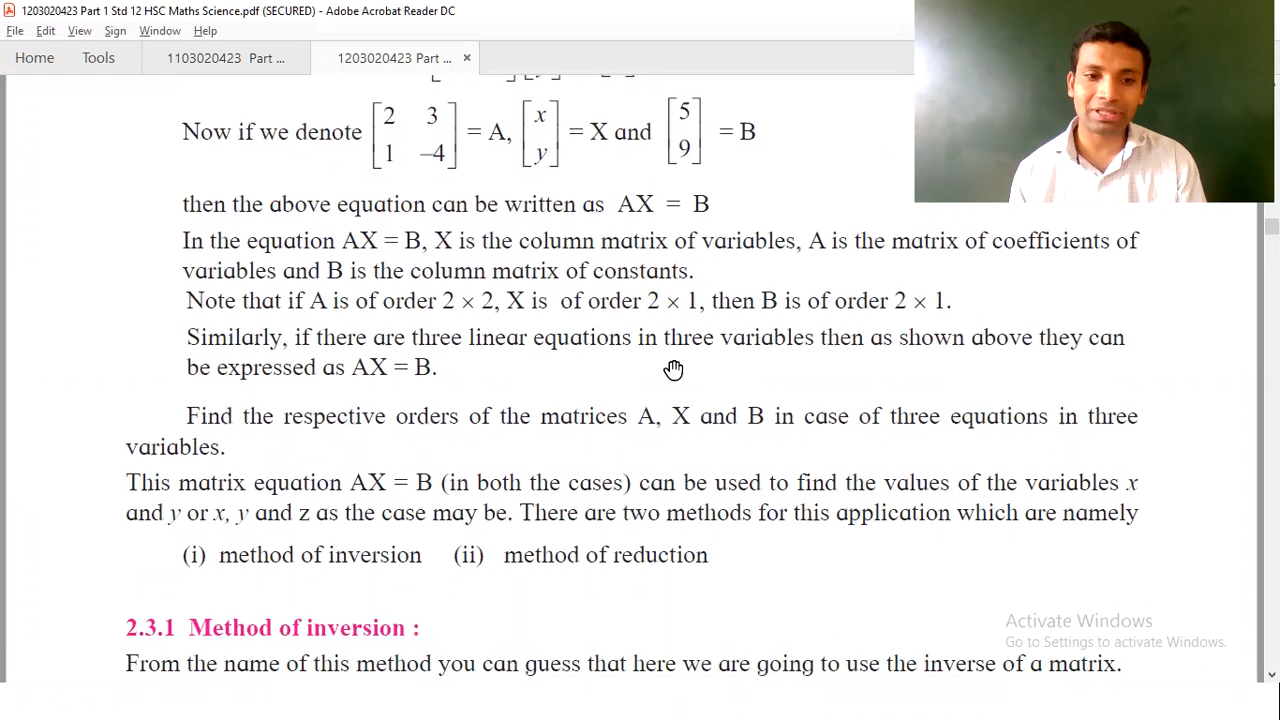 1203020423 Part 1 Std 12 HSC Maths Science.pdf (SECURED) - Adobe Acrobat Reader DC
File Edit View Sign Window Help
Home Tools 1103020423 Part ... 1203020423 Part ... ×
Now if we denote [2 3 1 –4] = A, [x y] = X and [5 9] = B
then the above equation can be written as AX = B
In the equation AX = B, X is the column matrix of variables, A is the matrix of coefficients of
variables and B is the column matrix of constants.
Note that if A is of order 2 × 2, X is of order 2 × 1, then B is of order 2 × 1.
Similarly, if there are three linear equations in three variables then as shown above they can
be expressed as AX = B.
Find the respective orders of the matrices A, X and B in case of three equations in three
variables.
This matrix equation AX = B (in both the cases) can be used to find the values of the variables x
and y or x, y and z as the case may be. There are two methods for this application which are namely
(i) method of inversion (ii) method of reduction
2.3.1 Method of inversion :
Activate Windows
Go to Settings to activate Windows.
From the name of this method you can guess that here we are going to use the inverse of a matrix.